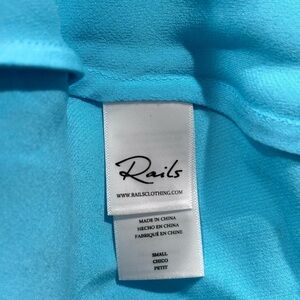 Rails
WWW.RAILSCLOTHING.COM
MADE IN CHINA
HECHO EN CHINA
FABRIQUÉ EN CHINE
SMALL
CHICO
PETIT